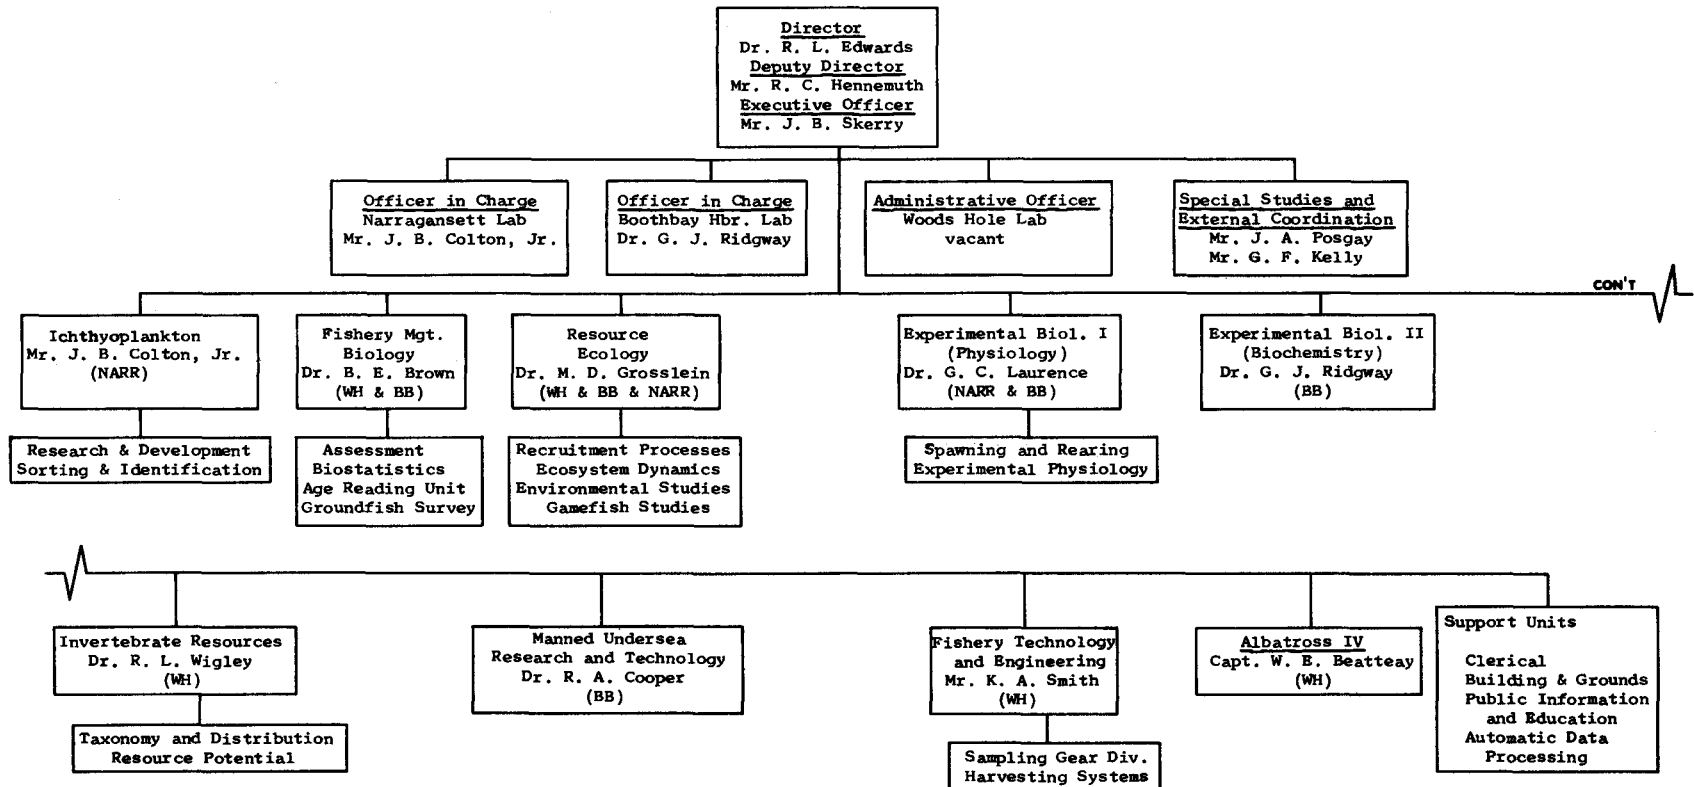 Director
Dr. R. L. Edwards
Deputy Director
Mr. R. C. Hennemuth
Executive Officer
Mr. J. B. Skerry
Officer in Charge
Narragansett Lab
Mr. J. B. Colton, Jr.
Officer in Charge
Boothbay Hbr. Lab
Dr. G. J. Ridgway
Administrative Officer
Woods Hole Lab
vacant
Special Studies and
External Coordination
Mr. J. A. Posgay
Mr. G. F. Kelly
CON'T
Ichthyoplankton
Mr. J. B. Colton, Jr.
(NARR)
Fishery Mgt.
Biology
Dr. B. E. Brown
(WH & BB)
Resource
Ecology
Dr. M. D. Grosslein
(WH & BB & NARR)
Experimental Biol. I
(Physiology)
Dr. G. C. Laurence
(NARR & BB)
Experimental Biol. II
(Biochemistry)
Dr. G. J. Ridgway
(BB)
Research & Development
Sorting & Identification
Assessment
Biostatistics
Age Reading Unit
Groundfish Survey
Recruitment Processes
Ecosystem Dynamics
Environmental Studies
Gamefish Studies
Spawning and Rearing
Experimental Physiology
Invertebrate Resources
Dr. R. L. Wigley
(WH)
Manned Undersea
Research and Technology
Dr. R. A. Cooper
(BB)
Fishery Technology
and Engineering
Mr. K. A. Smith
(WH)
Albatross IV
Capt. W. E. Beatteay
(WH)
Support Units
Clerical
Building & Grounds
Public Information
and Education
Automatic Data
Processing
Taxonomy and Distribution
Resource Potential
Sampling Gear Div.
Harvesting Systems